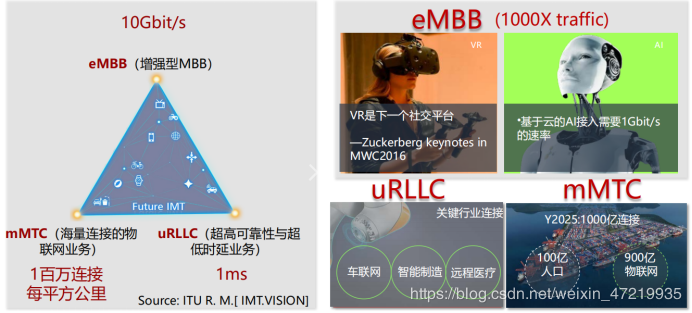 10Gbit/s
eMBB（增强型MBB）
Future IMT
mMTC（海量连接的物
联网业务）
uRLLC（超高可靠性与超
低时延业务）
1百万连接
每平方公里
1ms
Source: ITU R. M.[ IMT.VISION]
eMBB (1000X traffic)
VR
VR是下一个社交平台
—Zuckerberg keynotes in
MWC2016
AI
•基于云的AI接入需要1Gbit/s
的速率
uRLLC
关键行业连接
车联网
智能制造
远程医疗
mMTC
Y2025:1000亿连接
100亿
人口
900亿
物联网
https://blog.csdn.net/weixin_47219935